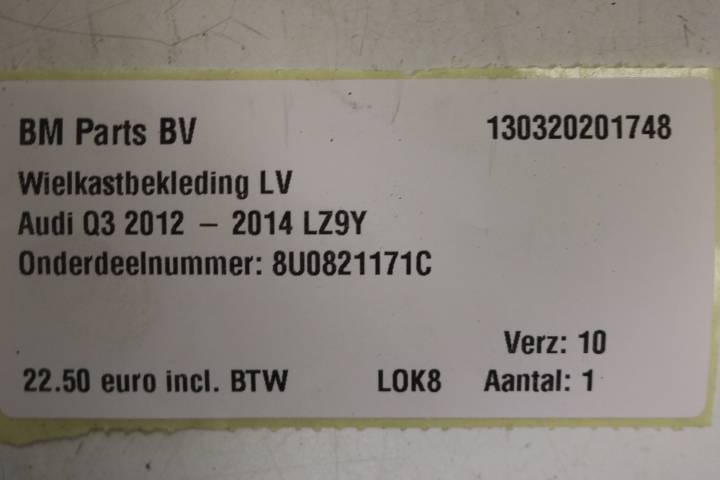 BM Parts BV 130320201748
Wielkastbekleding LV
Audi Q3 2012 – 2014 LZ9Y
Onderdeelnummer: 8U0821171C
Verz: 10
22.50 euro incl. BTW LOK8 Aantal: 1